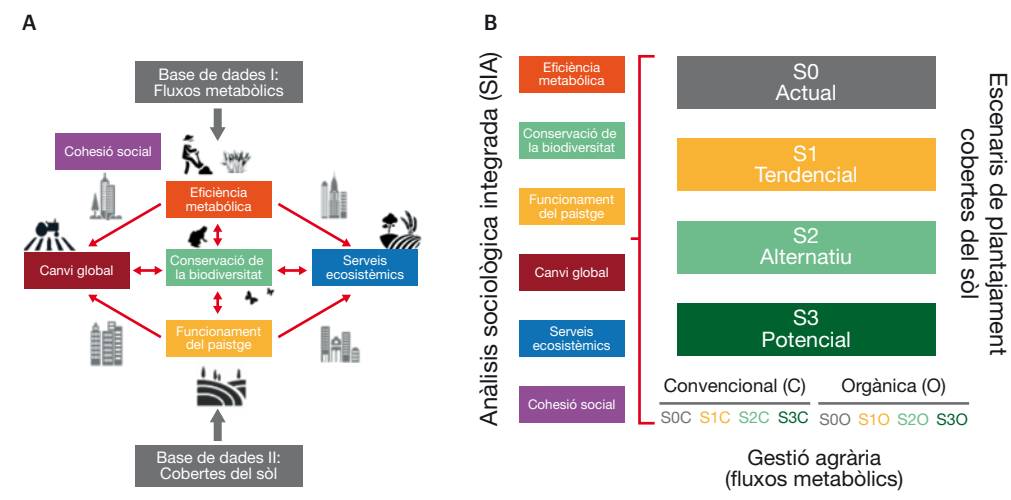 A
Base de dades I:
Fluxos metabòlics
Cohesió social
Eficiència
metabólica
Canvi global
Conservació de
la biodiversitat
Serveis
ecosistèmics
Funcionament
del paistge
Base de dades II:
Cobertes del sòl
B
Anàlisis sociològica integrada (SIA)
Eficiència
metabólica
Conservació de
la biodiversitat
Funcionament
del paistge
Canvi global
Serveis
ecosistèmics
Cohesió social
S0
Actual
S1
Tendencial
S2
Alternatiu
S3
Potencial
Escenaris de plantajament
cobertes del sòl
Convencional (C) Orgànica (O)
S0C S1C S2C S3C S0O S1O S2O S3O
Gestió agrària
(fluxos metabòlics)